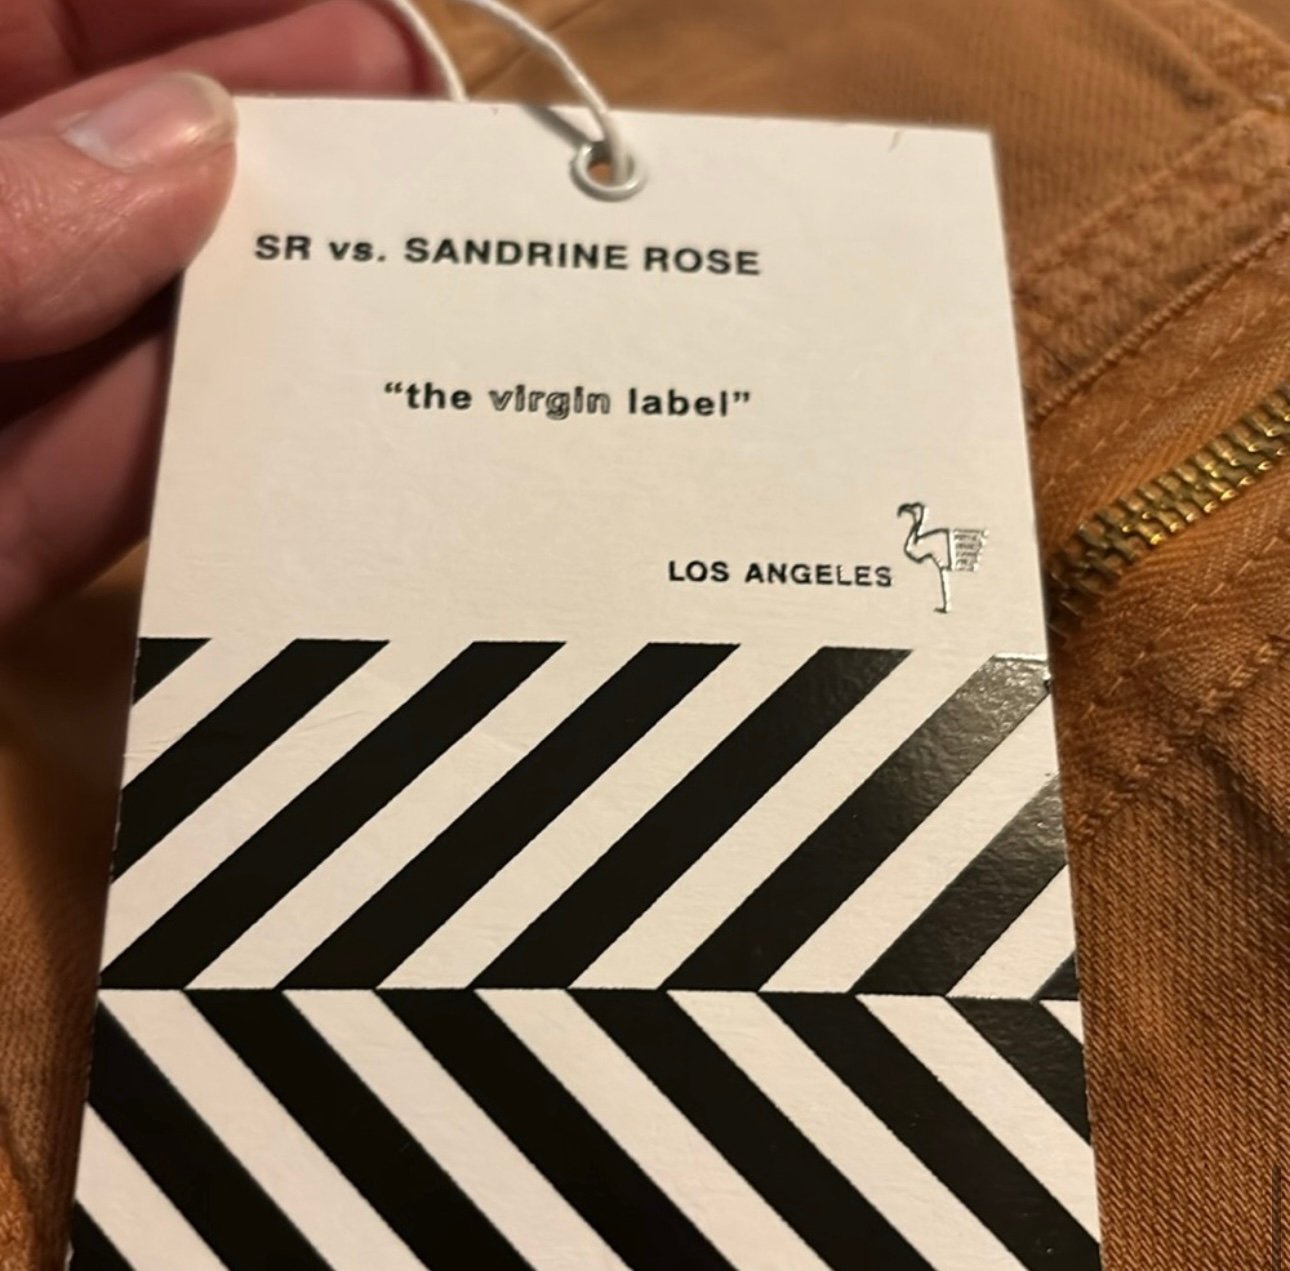 SR vs. SANDRINE ROSE
“the virgin label”
LOS ANGELES